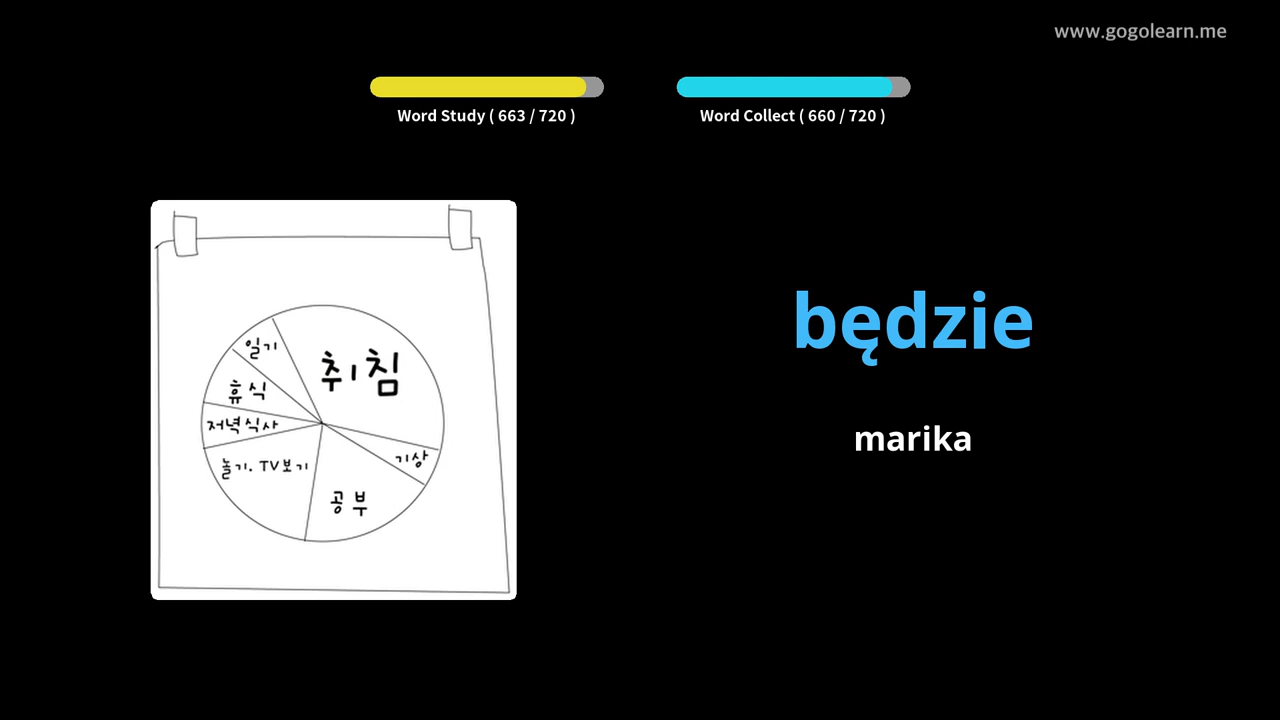 www.gogolearn.me
Word Study ( 663 / 720 )
Word Collect ( 660 / 720 )
일기
취침
휴식
저녁식사
놀기. TV보기
기상
공부
będzie
marika